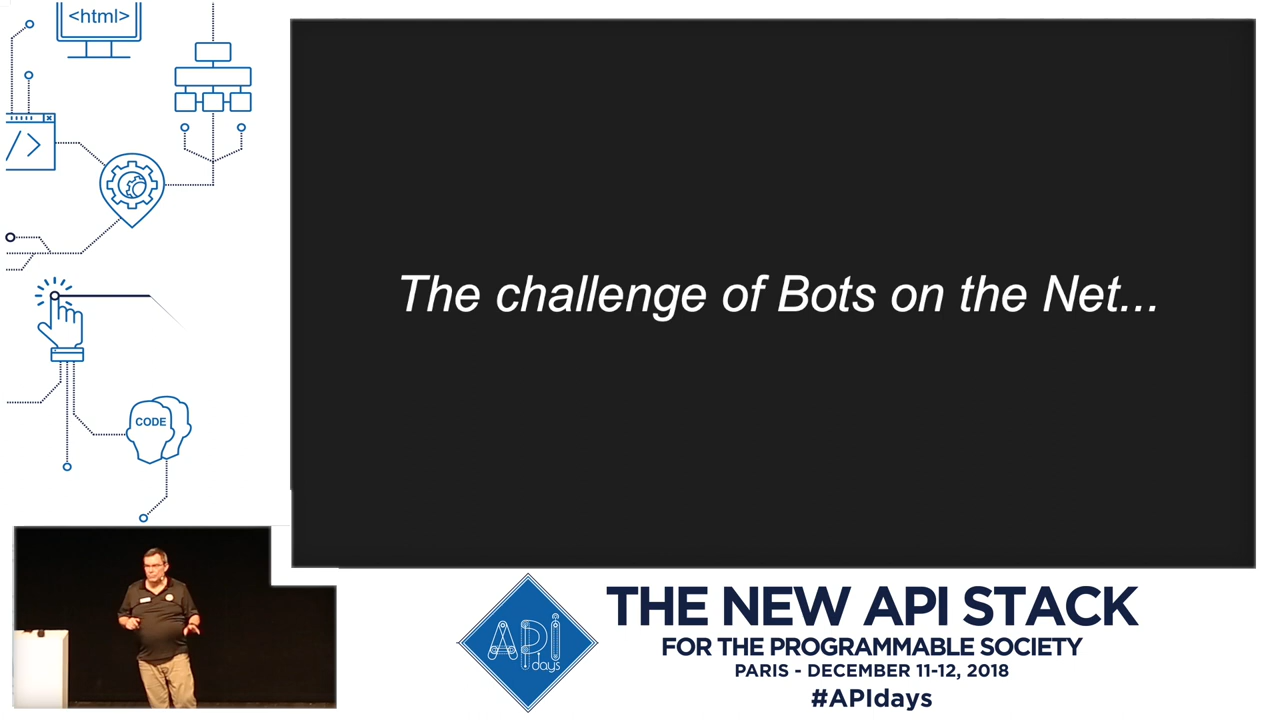 <html>
/>
CODE
The challenge of Bots on the Net...
API
days
THE NEW API STACK
FOR THE PROGRAMMABLE SOCIETY
PARIS - DECEMBER 11-12, 2018
#APIdays